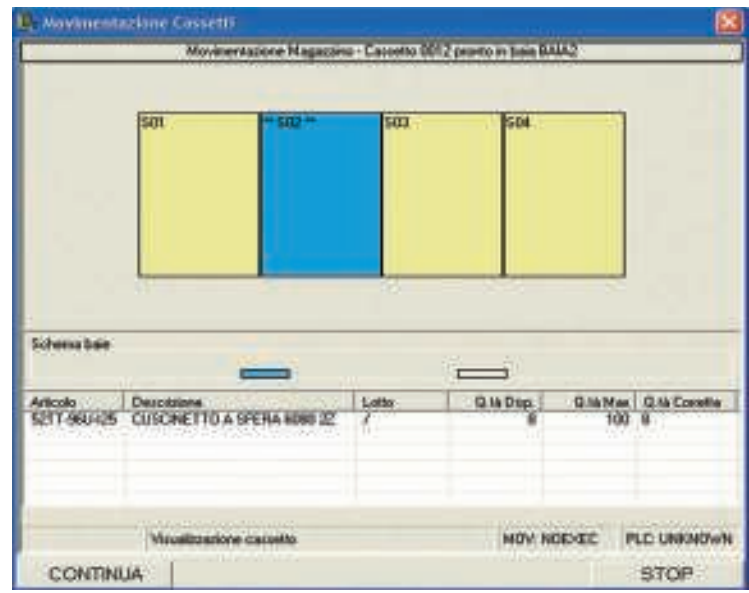 Movimentazione Cassetti
Movimentazione Magazzino - Cassetto 0012 pronto in baia BAIA2
S01 ** S02 ** S03 S04
Schema baie
Articolo Descrizione Lotto Q.tà Disp. Q.tà Max Q.tà Corretta
CUSCINETTO A SFERA / 8 100 8
Visualizzazione cassetto MOV: NOEXEC PLC: UNKNOWN
CONTINUA STOP